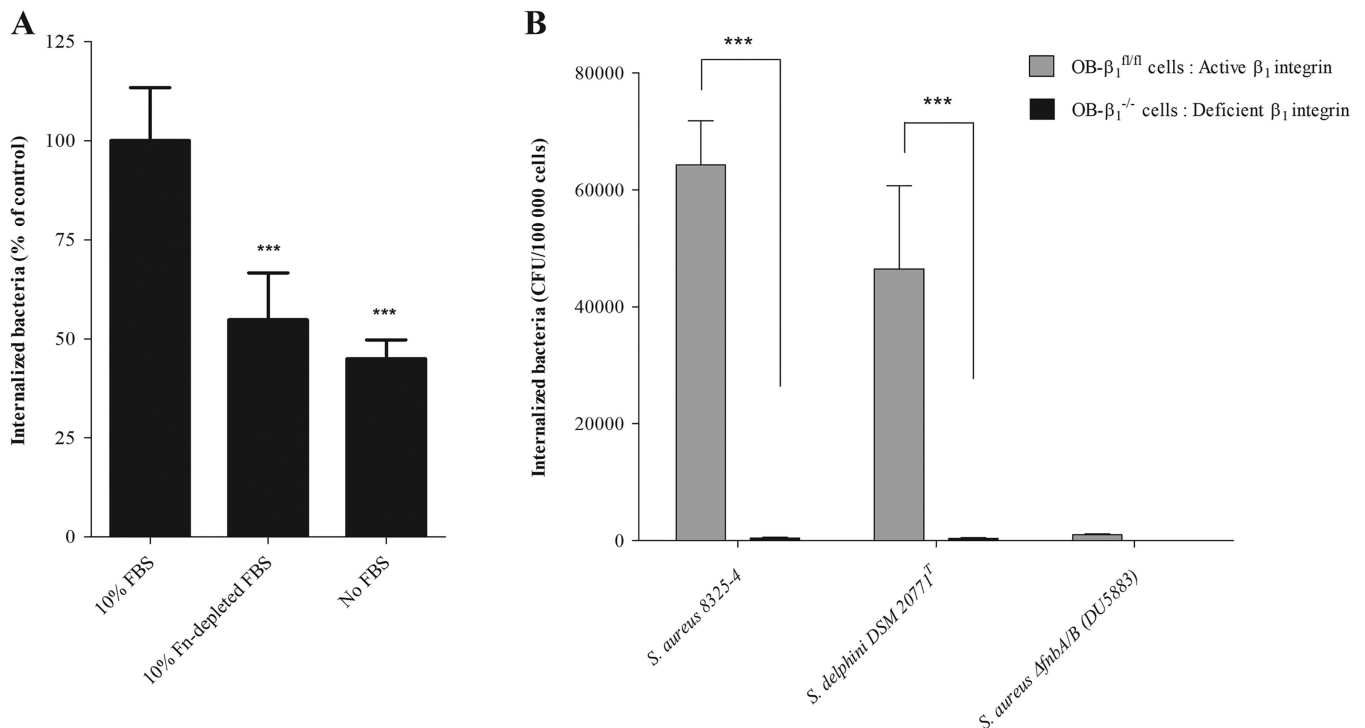 A
Internalized bacteria (% of control)
125
100
75
50
25
0
***
***
10% FBS
10% Fn-depleted FBS
No FBS
B
Internalized bacteria (CFU/100 000 cells)
80000
60000
40000
20000
0
***
***
OB-β₁fl/fl cells : Active β₁ integrin
OB-β₁-/- cells : Deficient β₁ integrin
S. aureus 8325-4
S. delphini DSM 20771T
S. aureus ΔfnbA/B (DU5883)